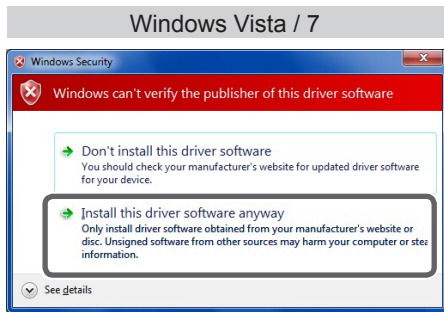 Windows Vista / 7
Windows Security
Windows can't verify the publisher of this driver software
Don't install this driver software
You should check your manufacturer's website for updated driver software
for your device.
Install this driver software anyway
Only install driver software obtained from your manufacturer's website or
disc. Unsigned software from other sources may harm your computer or stea
information.
See details